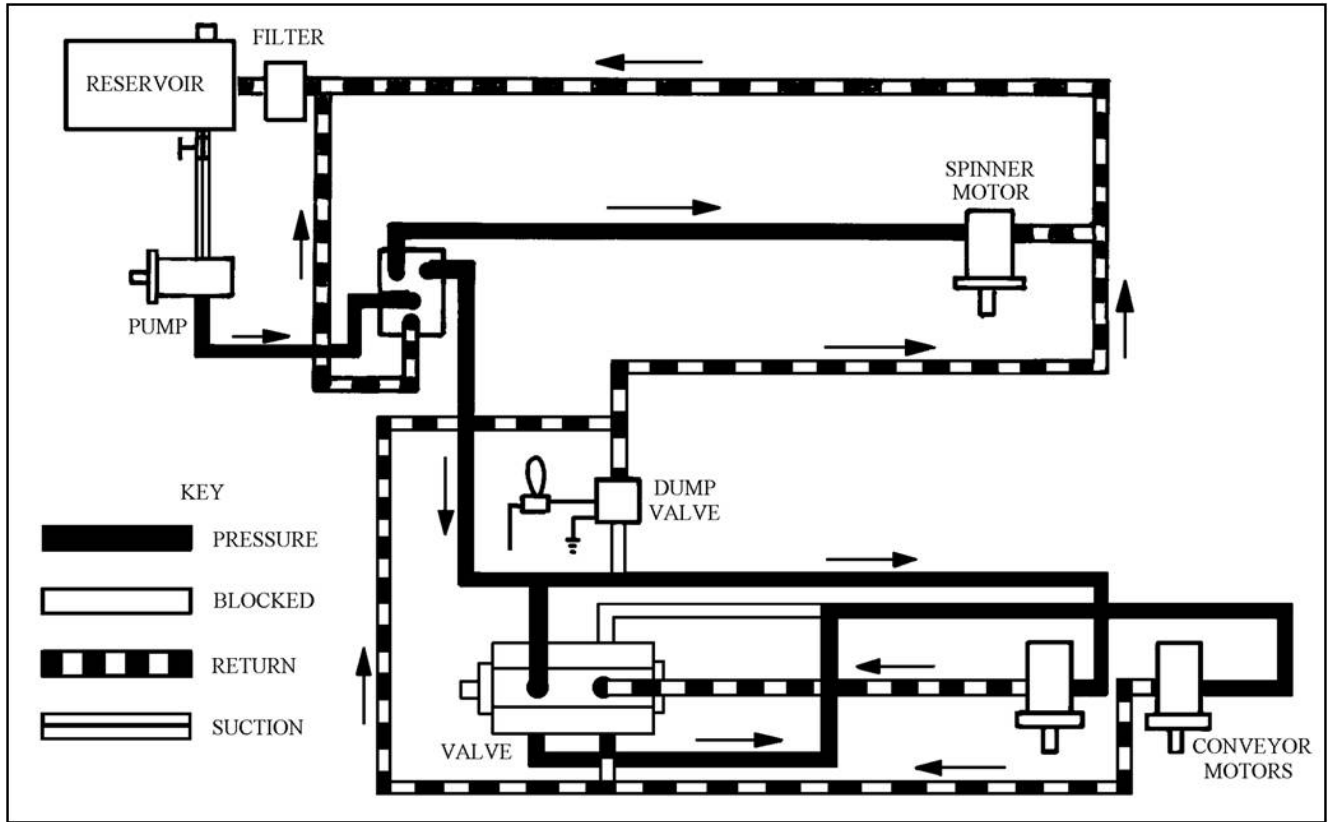 FILTER
RESERVOIR
SPINNER
MOTOR
PUMP
KEY
DUMP
VALVE
PRESSURE
BLOCKED
RETURN
SUCTION
VALVE
CONVEYOR
MOTORS